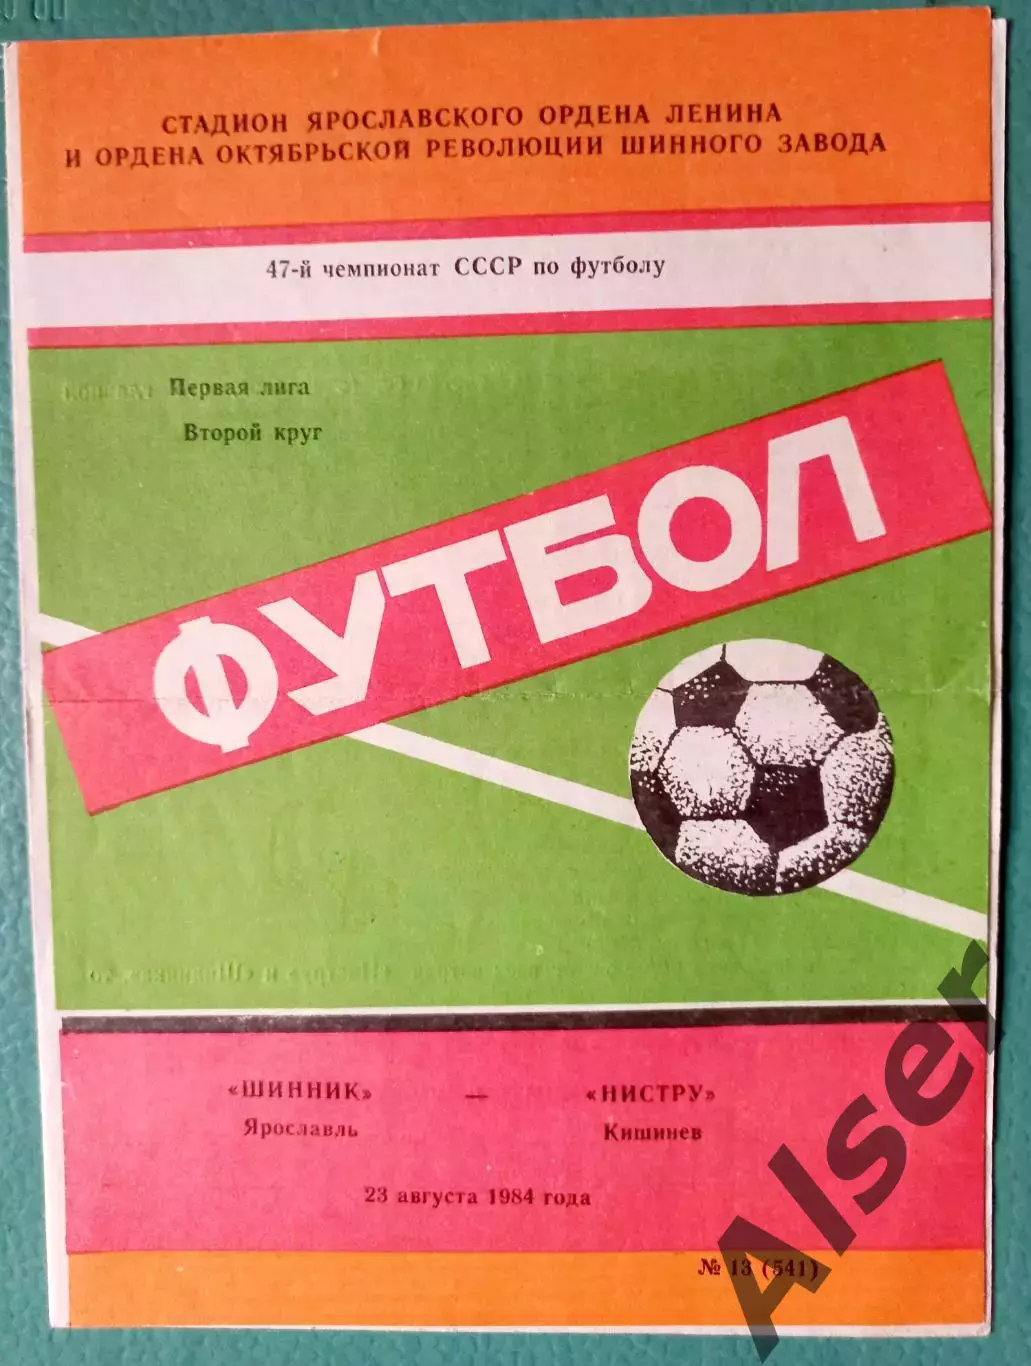 СТАДИОН ЯРОСЛАВСКОГО ОРДЕНА ЛЕНИНА
И ОРДЕНА ОКТЯБРЬСКОЙ РЕВОЛЮЦИИ ШИННОГО ЗАВОДА
47-й чемпионат СССР по футболу
Первая лига
Второй круг
ФУТБОЛ
«ШИННИК» — «НИСТРУ»
Ярославль Кишинев
23 августа 1984 года
№ 13 (541)
Alser